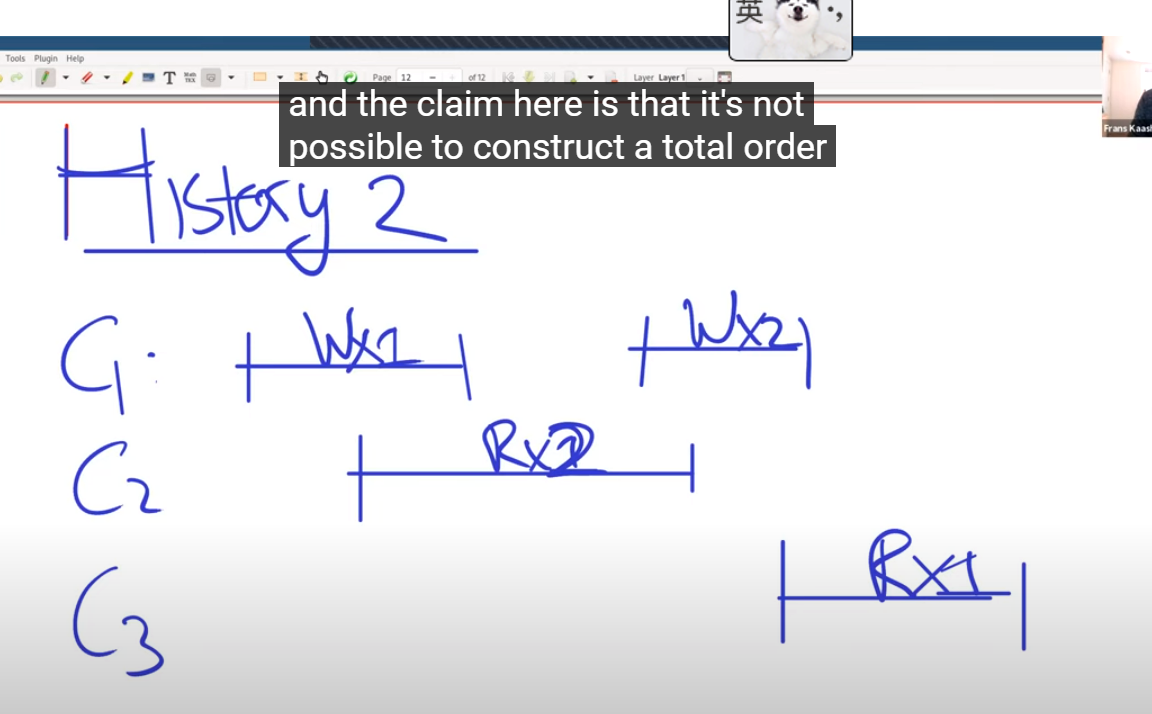 英 •,
Tools Plugin Help
T Math TEX Page 12 of 12 Layer Layer 1
and the claim here is that it's not
possible to construct a total order
Frans Kaash
History 2
C1: Wx1 Wx2
C2 Rx2
C3 Rx1